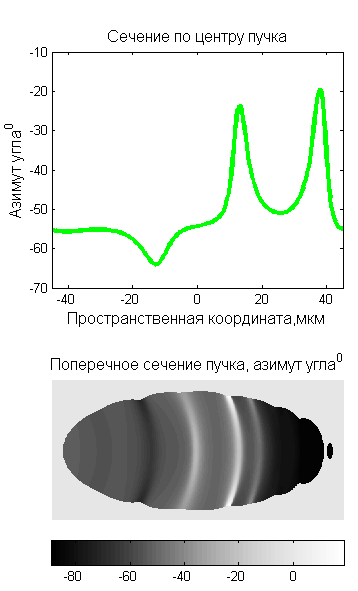 Сечение по центру пучка
-10
-20
-30
-40
-50
-60
-70
Азимут угла⁰
-40 -20 0 20 40
Пространственная координата,мкм
Поперечное сечение пучка, азимут угла⁰
-80 -60 -40 -20 0